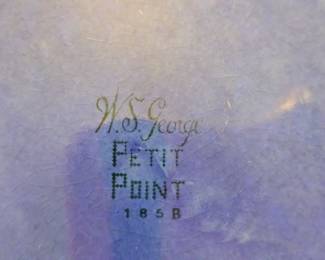 W.S. George
PETIT
POINT
185B